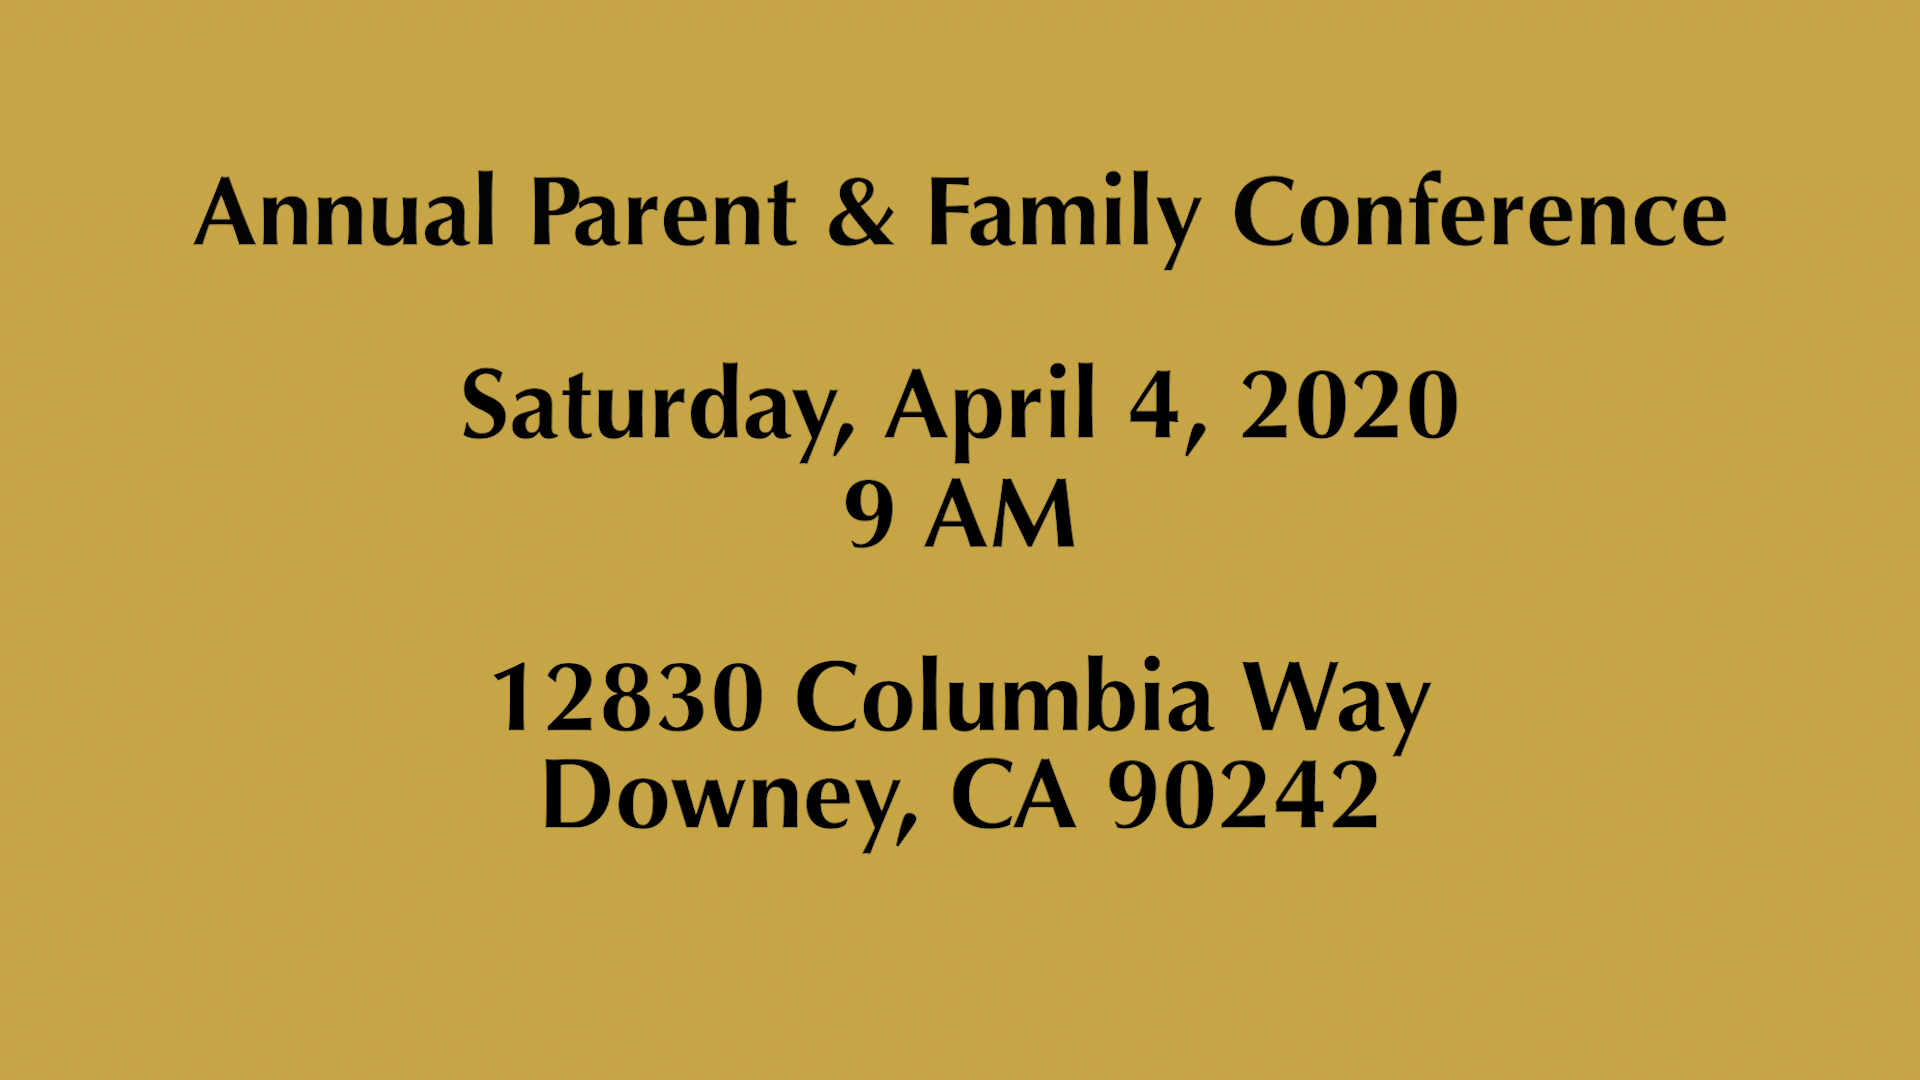 Annual Parent & Family Conference
Saturday, April 4, 2020
9 AM
12830 Columbia Way
Downey, CA 90242